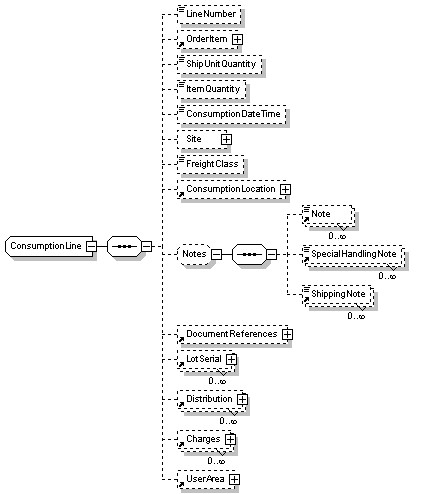 LineNumber
OrderItem
ShipUnitQuantity
ItemQuantity
ConsumptionDateTime
Site
FreightClass
ConsumptionLocation
ConsumptionLine
Notes
Note
0..∞
SpecialHandlingNote
0..∞
ShippingNote
0..∞
DocumentReferences
LotSerial
0..∞
Distribution
0..∞
Charges
0..∞
UserArea